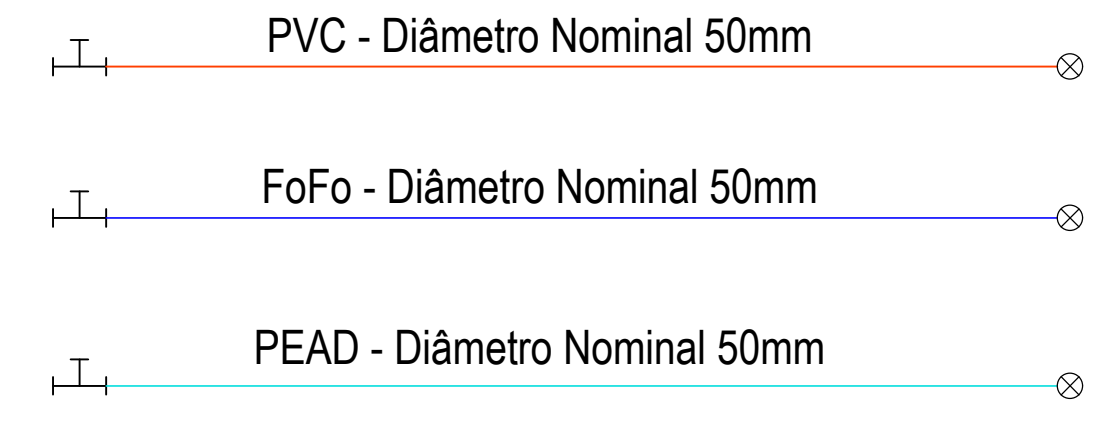 PVC - Diâmetro Nominal 50mm
FoFo - Diâmetro Nominal 50mm
PEAD - Diâmetro Nominal 50mm